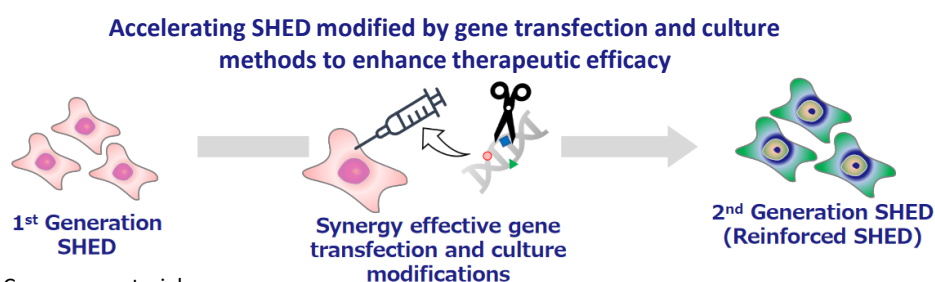 Accelerating SHED modified by gene transfection and culture
methods to enhance therapeutic efficacy
1st Generation
SHED
Synergy effective gene
transfection and culture
modifications
2nd Generation SHED
(Reinforced SHED)